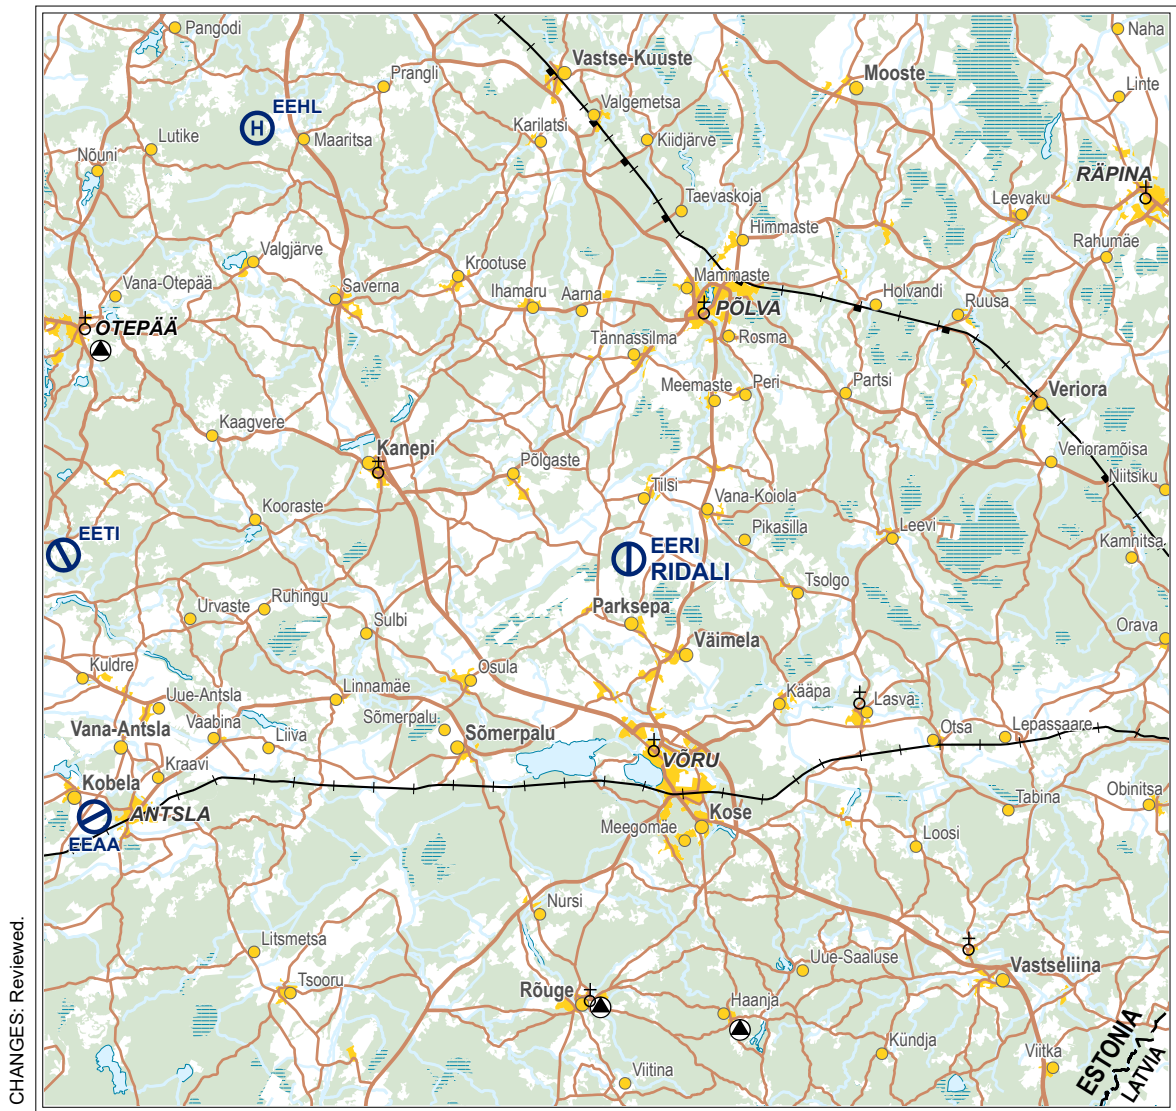 Pangodi
Naha
Vastse-Kuuste
Mooste
Prangli
Linte
EEHL
H
Valgemetsa
Lutike
Maaritsa
Karilatsi
Kiidjärve
Nõuni
RÄPINA
Taevaskoja
Leevaku
Himmaste
Rahumäe
Valgjärve
Krootuse
Mammaste
Vana-Otepää
Saverna
Ihamaru
Aarna
Holvandi
Ruusa
PÕLVA
OTEPÄÄ
Tännassilma
Rosma
Meemaste
Peri
Partsi
Veriora
Kaagvere
Kanepi
Põlgaste
Verioramõisa
Niitsiku
Tilsi
Vana-Koiola
Kooraste
Pikasilla
Leevi
EETI
EERI
RIDALI
Kamnitsa
Tsolgo
Ruhingu
Urvaste
Sulbi
Parksepa
Väimela
Orava
Kuldre
Osula
Linnamäe
Kääpa
Lasva
Uue-Antsla
Vana-Antsla
Vaabina
Liiva
Sõmerpalu
Sõmerpalu
Otsa
Lepassaare
VÕRU
Kraavi
Kobela
ANTSLA
Kose
Tabina
Obinitsa
EEAA
Meegomäe
Loosi
Nursi
Litsmetsa
Tsooru
Uue-Saaluse
Vastseliina
Rõuge
Haanja
Kündja
Viitka
Viitina
ESTONIA
LATVIA
CHANGES: Reviewed.